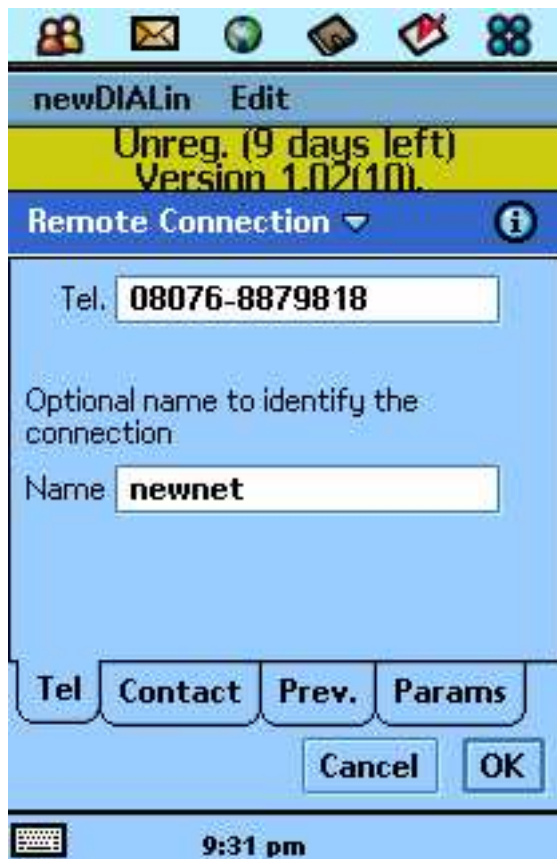 newDIALin Edit
Unreg. (9 days left)
Version 1.02(10).
Remote Connection
Tel. 08076-8879818
Optional name to identify the
connection
Name newnet
Tel Contact Prev. Params
Cancel OK
9:31 pm